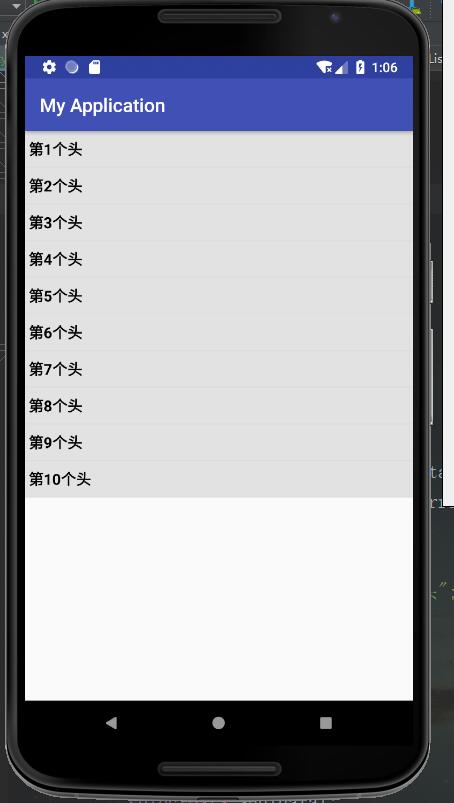 1:06
My Application
第1个头
第2个头
第3个头
第4个头
第5个头
第6个头
第7个头
第8个头
第9个头
第10个头